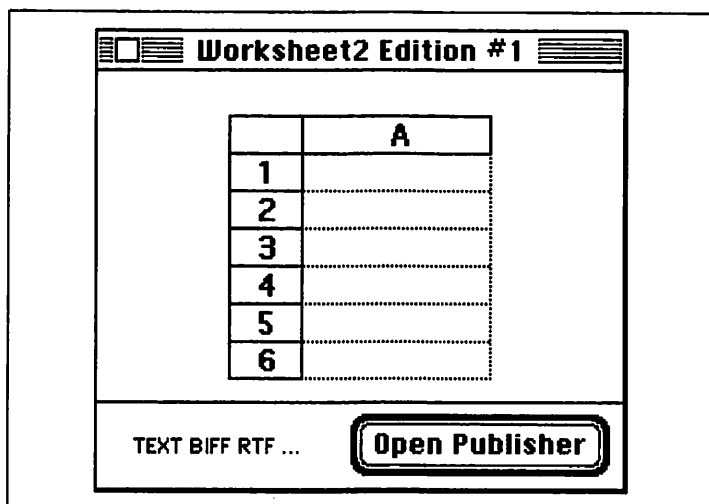 Worksheet2 Edition #1
A
1
2
3
4
5
6
TEXT BIFF RTF ...
Open Publisher